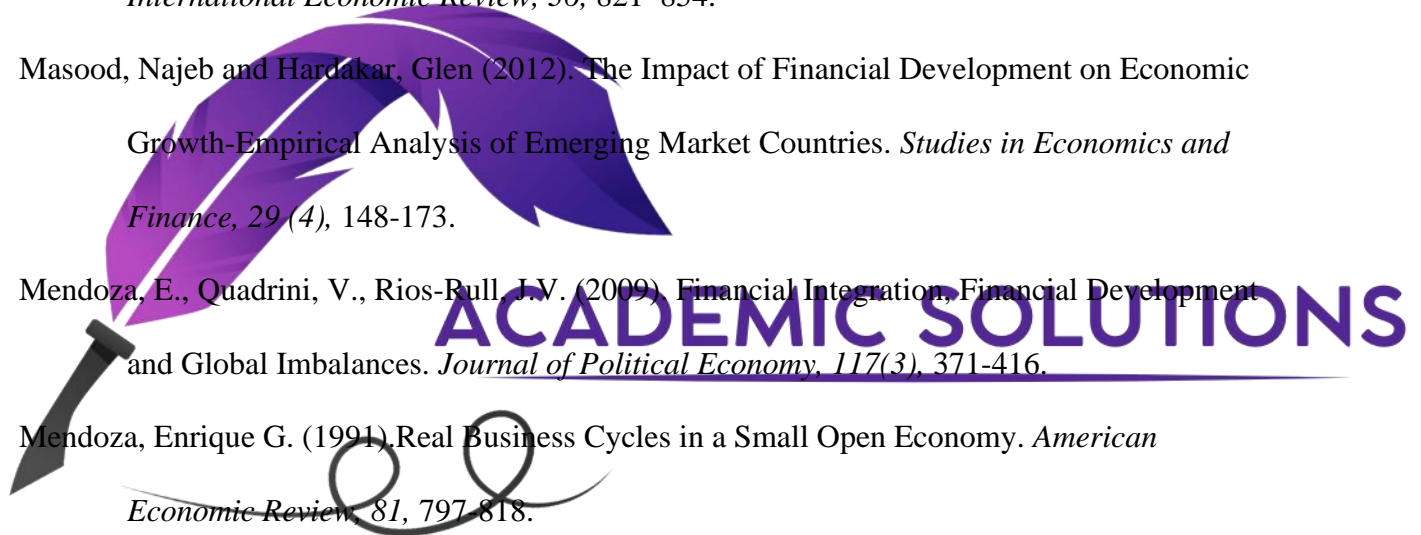 International Economic Review, 36, 821–854.
Masood, Najeb and Hardakar, Glen (2012). The Impact of Financial Development on Economic
Growth-Empirical Analysis of Emerging Market Countries. Studies in Economics and
Finance, 29 (4), 148-173.
Mendoza, E., Quadrini, V., Rios-Rull, J.V. (2009). Financial Integration, Financial Development
ACADEMIC SOLUTIONS
and Global Imbalances. Journal of Political Economy, 117(3), 371-416.
Mendoza, Enrique G. (1991).Real Business Cycles in a Small Open Economy. American
Economic Review, 81, 797-818.